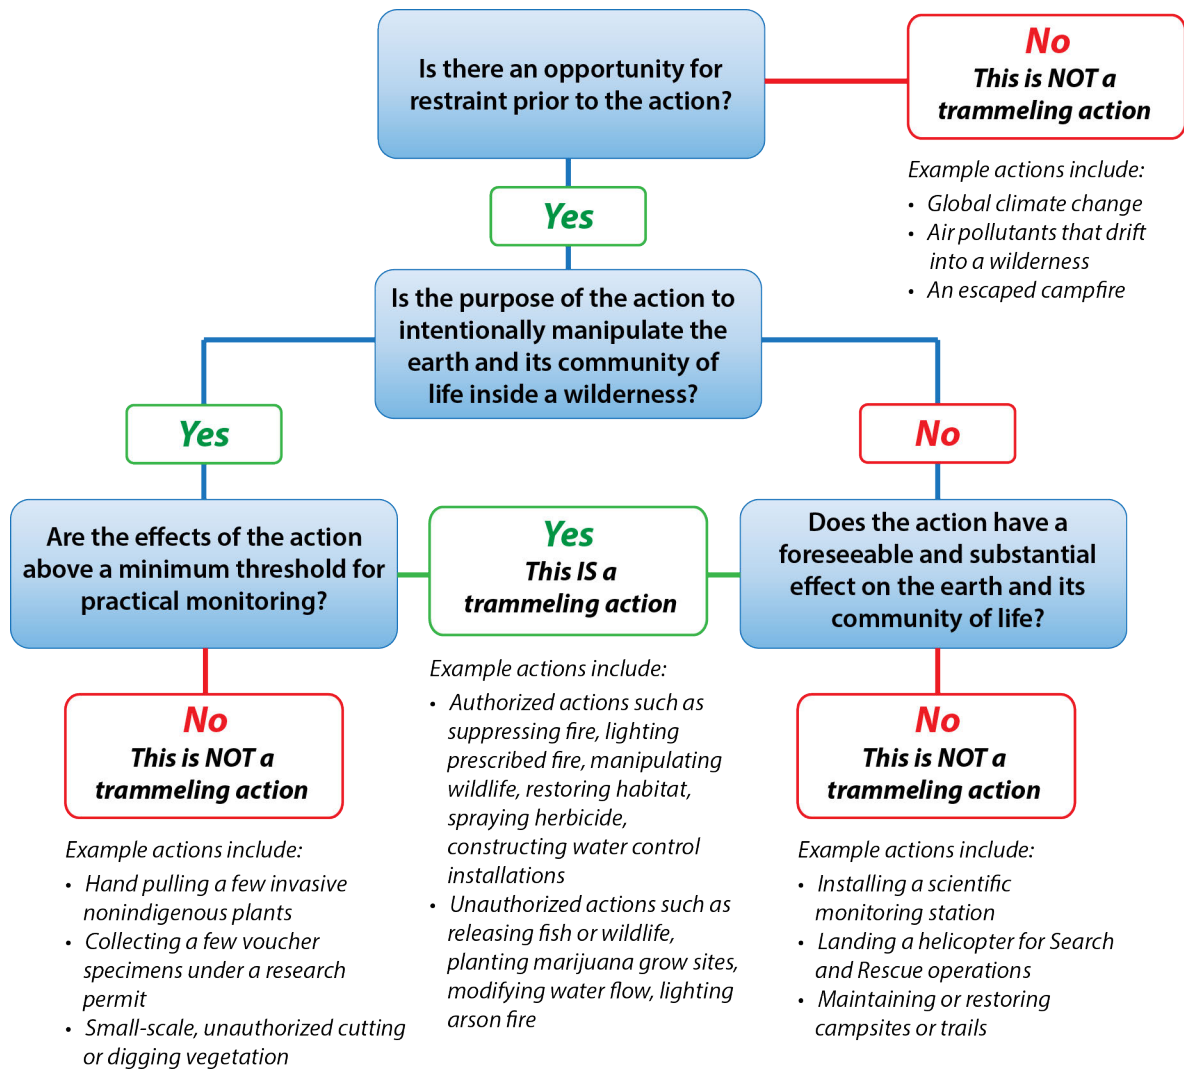 Is there an opportunity for
restraint prior to the action?
No
This is NOT a
trammeling action
Example actions include:
• Global climate change
• Air pollutants that drift
into a wilderness
• An escaped campfire
Yes
Is the purpose of the action to
intentionally manipulate the
earth and its community of
life inside a wilderness?
Yes
No
Are the effects of the action
above a minimum threshold for
practical monitoring?
Yes
This IS a
trammeling action
Does the action have a
foreseeable and substantial
effect on the earth and its
community of life?
No
This is NOT a
trammeling action
Example actions include:
• Hand pulling a few invasive
nonindigenous plants
• Collecting a few voucher
specimens under a research
permit
• Small-scale, unauthorized cutting
or digging vegetation
Example actions include:
• Authorized actions such as
suppressing fire, lighting
prescribed fire, manipulating
wildlife, restoring habitat,
spraying herbicide,
constructing water control
installations
• Unauthorized actions such as
releasing fish or wildlife,
planting marijuana grow sites,
modifying water flow, lighting
arson fire
No
This is NOT a
trammeling action
Example actions include:
• Installing a scientific
monitoring station
• Landing a helicopter for Search
and Rescue operations
• Maintaining or restoring
campsites or trails